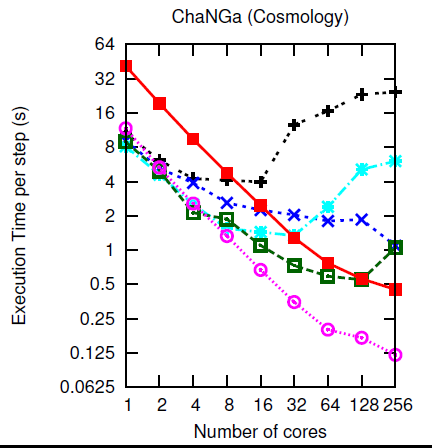 ChaNGa (Cosmology)
Execution Time per step (s)
64
32
16
8
4
2
1
0.5
0.25
0.125
0.0625
1 2 4 8 16 32 64 128 256
Number of cores